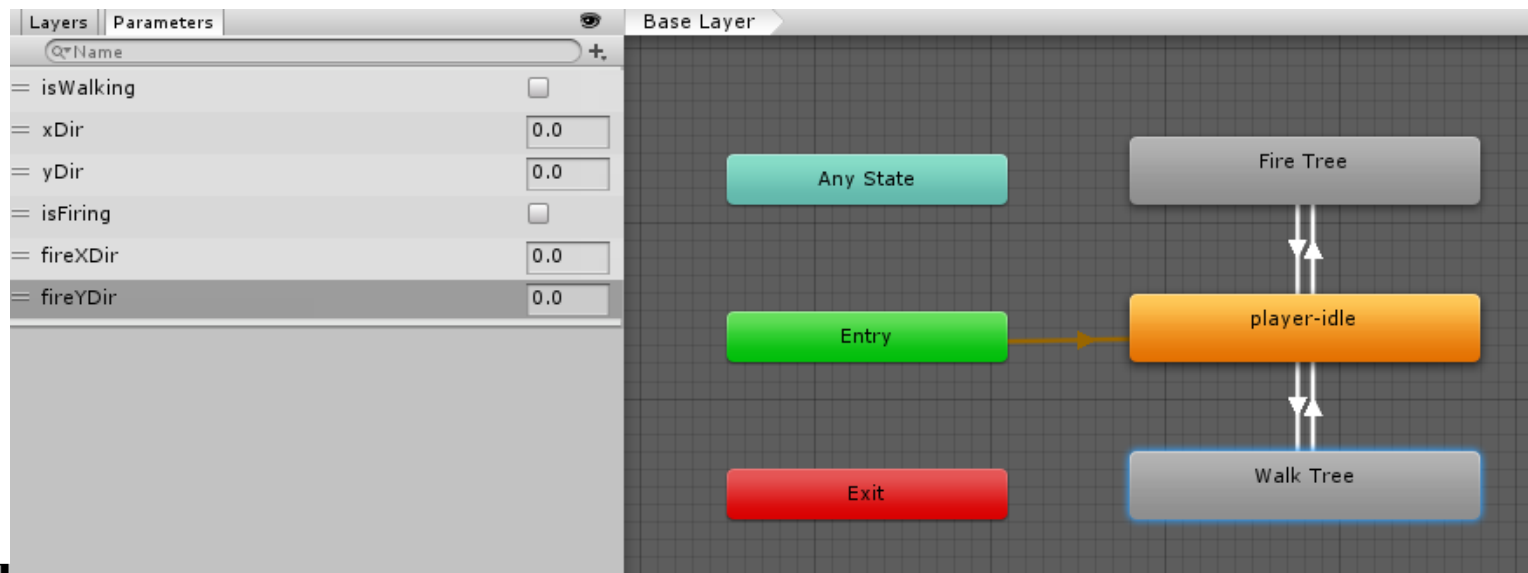 Layers Parameters
Base Layer
Name
isWalking
xDir 0.0
yDir 0.0
isFiring
fireXDir 0.0
fireYDir 0.0
Any State
Fire Tree
Entry
player-idle
Exit
Walk Tree